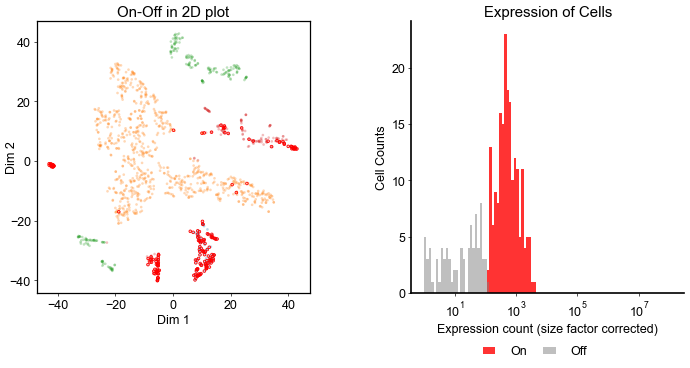 On-Off in 2D plot
40
20
0
−20
−40
−40 −20 0 20 40
Dim 2
Dim 1
Expression of Cells
20
15
10
5
0
10^1 10^3 10^5 10^7
Cell Counts
Expression count (size factor corrected)
On Off